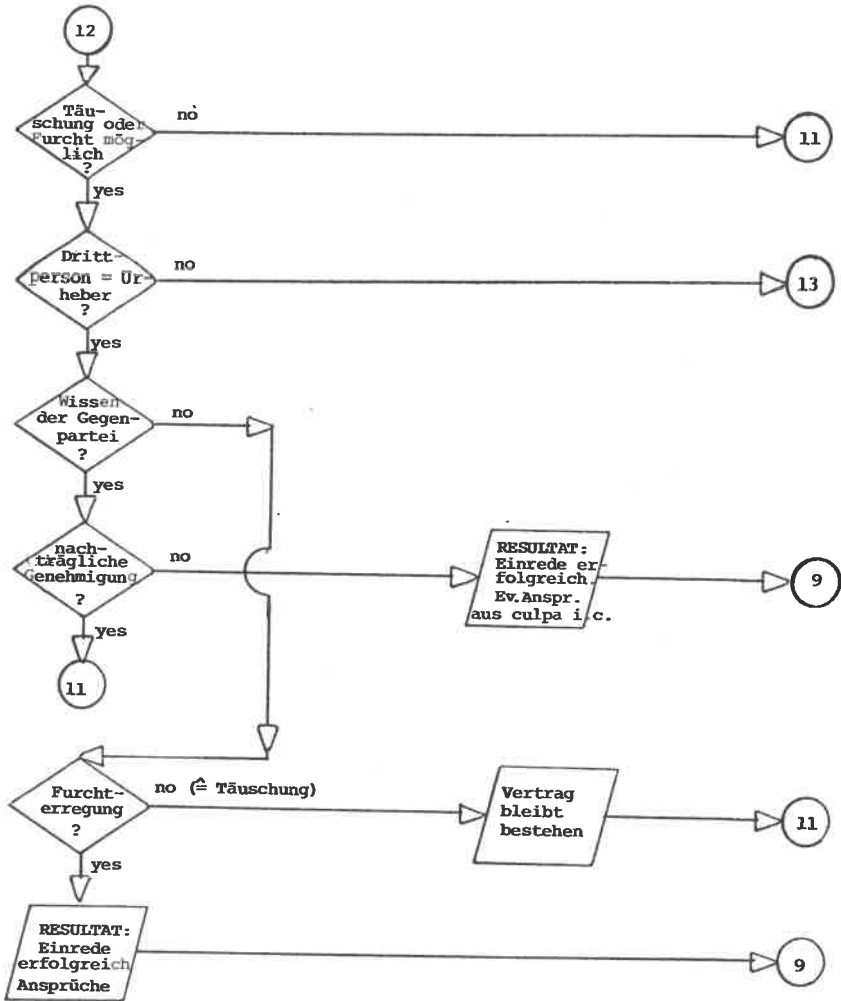 12
Täu-
schung oder
Furcht mög-
lich
?
no
11
yes
Dritt-
person = Ur-
heber
?
no
13
yes
Wissen
der Gegen-
partei
?
no
yes
nach-
trägliche
Genehmigung
?
no
RESULTAT:
Einrede er-
folgreich.
Ev.Anspr.
aus culpa i.c.
9
yes
11
Furcht-
erregung
?
no (≙ Täuschung)
Vertrag
bleibt
bestehen
11
yes
RESULTAT:
Einrede
erfolgreich
Ansprüche
9